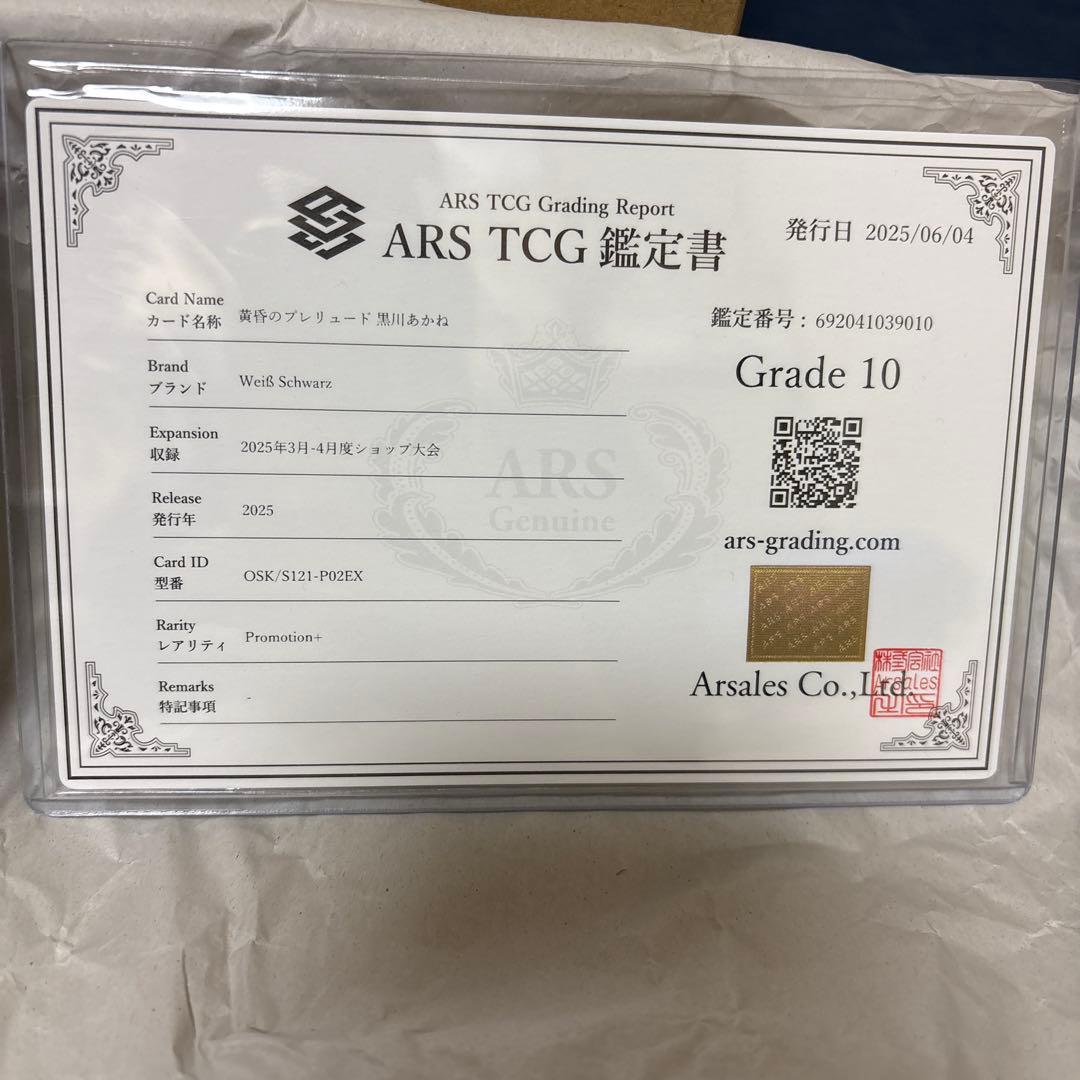 ARS TCG Grading Report
ARS TCG 鑑定書
発行日 2025/06/04
Card Name
カード名称 黄昏のプレリュード 黒川あかね
Brand
ブランド Weiß Schwarz
Expansion
収録 2025年3月-4月度ショップ大会
Release
発行年 2025
Card ID
型番 OSK/S121-P02EX
Rarity
レアリティ Promotion+
Remarks
特記事項 -
鑑定番号：692041039010
Grade 10
ars-grading.com
Arsales Co.,Ltd.
ARS
Genuine
株式会社
Arsales